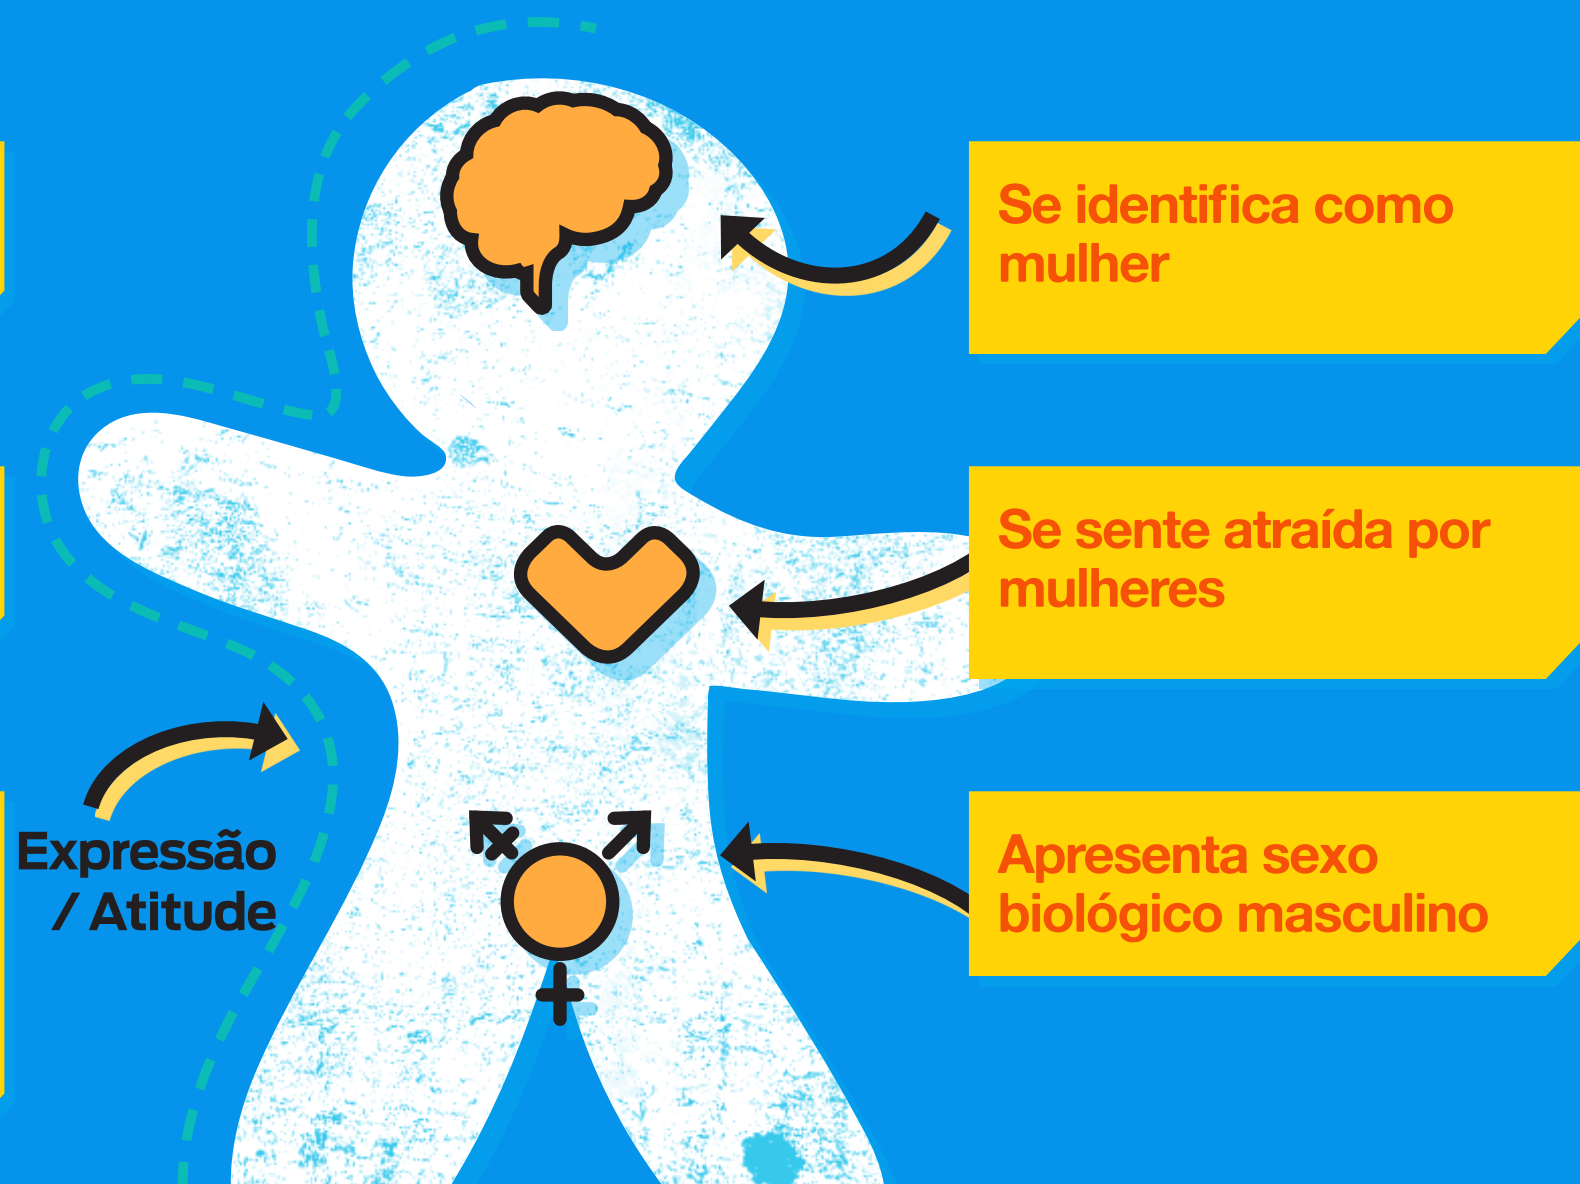 Se identifica como
mulher
Se sente atraída por
mulheres
Expressão
/ Atitude
Apresenta sexo
biológico masculino